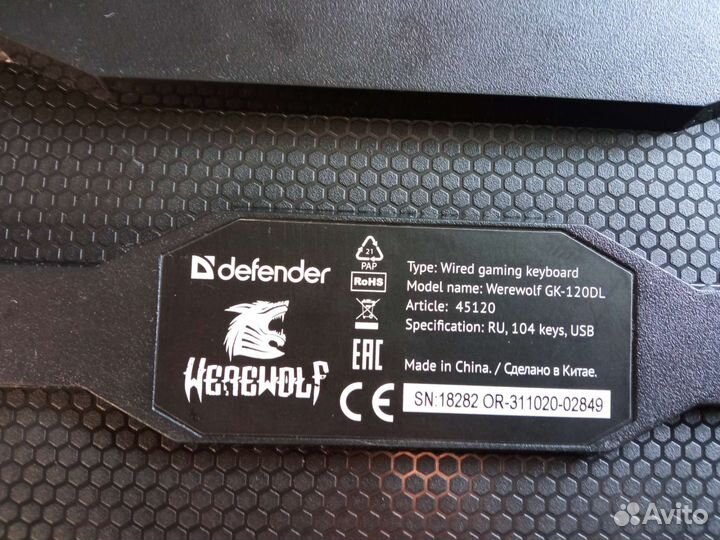 defender
WEREWOLF
21
PAP
RoHS
EAC
CE
Type: Wired gaming keyboard
Model name: Werewolf GK-120DL
Article: 45120
Specification: RU, 104 keys, USB
Made in China. / Сделано в Китае.
SN:18282 OR-311020-02849
Avito